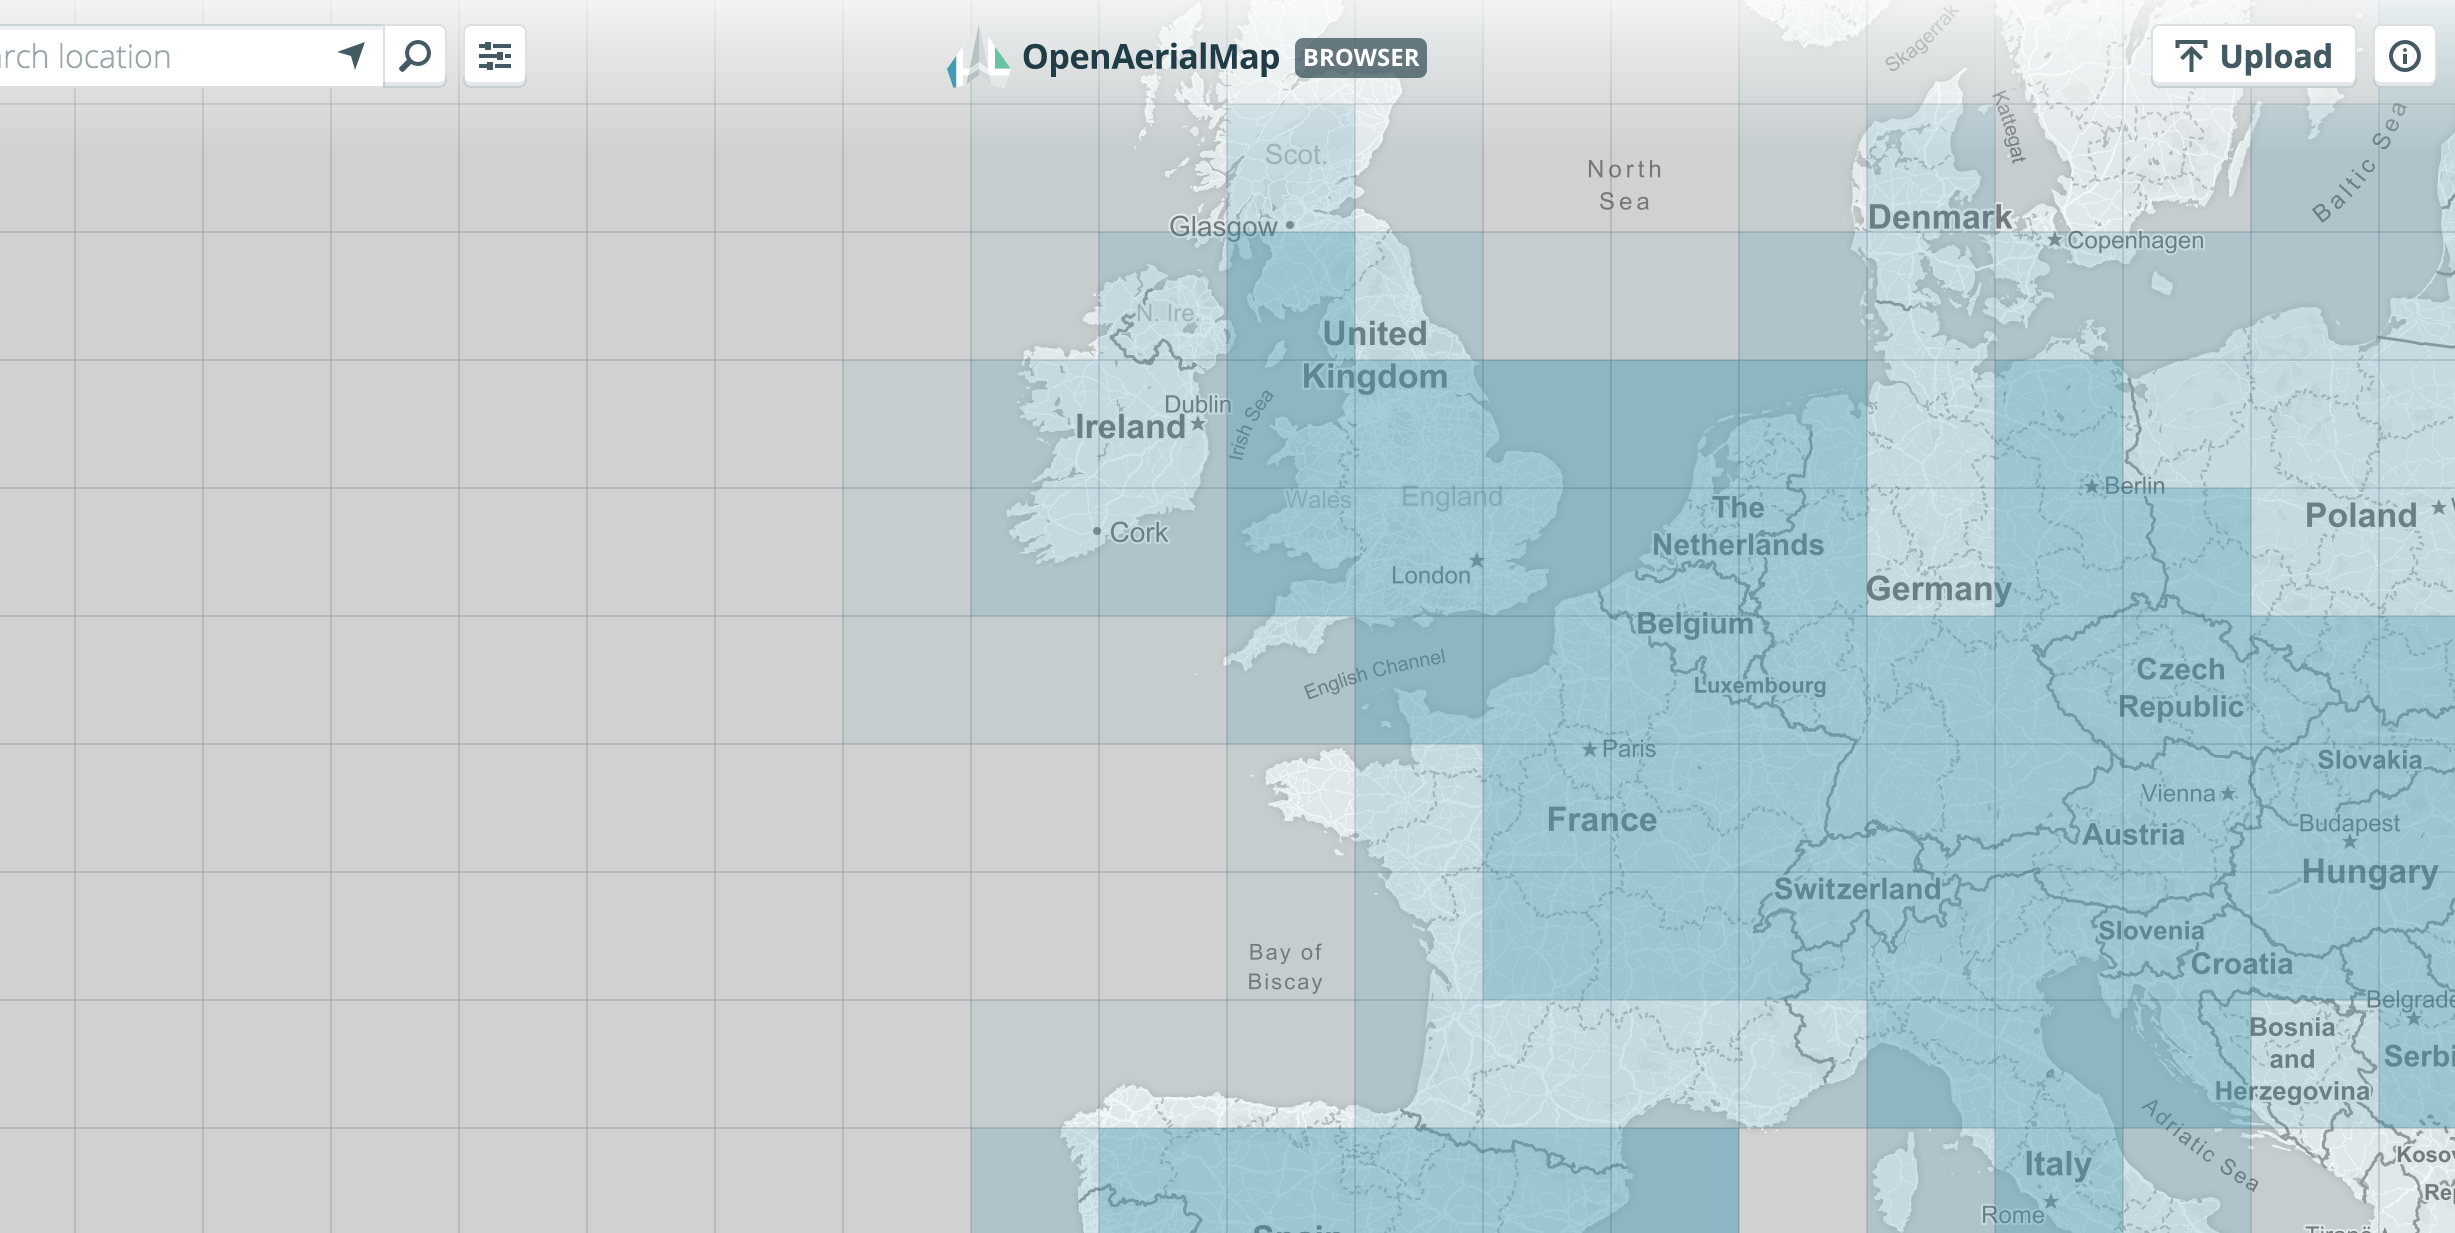 rch location
OpenAerialMap BROWSER
Upload
Skagerrak
Kattegat
Baltic Sea
Scot.
North
Sea
Glasgow
Denmark
Copenhagen
N. Ire.
United
Kingdom
Dublin
Ireland
Irish Sea
Wales
England
Cork
London
The
Netherlands
Berlin
Poland
Germany
Belgium
English Channel
Luxembourg
Czech
Republic
Paris
Slovakia
Vienna
France
Budapest
Austria
Hungary
Switzerland
Slovenia
Croatia
Bay of
Biscay
Belgrade
Bosnia
and
Herzegovina
Serbi
Adriatic Sea
Kosov
Italy
Rep
Rome
Spain